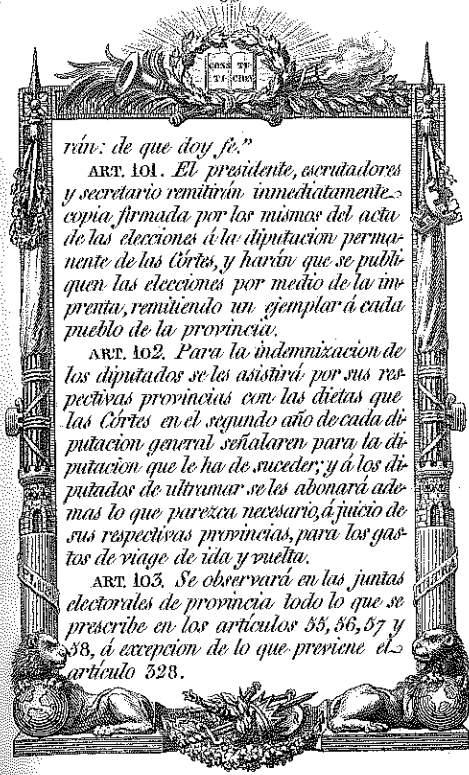 CONS TU-
TI- CION
rán: de que doy fe."
ART. 101. El presidente, escrutadores
y secretario remitirán inmediatamente
copia firmada por los mismos del acta
de las elecciones á la diputacion perma-
nente de las Córtes, y harán que se publi-
quen las elecciones por medio de la im-
prenta, remitiendo un ejemplar á cada
pueblo de la provincia.
ART. 102. Para la indemnizacion de
los diputados se les asistirá por sus res-
pectivas provincias con las dietas que
las Córtes en el segundo año de cada di-
putacion general señalaren para la di-
putacion que le ha de suceder; y á los di-
putados de ultramar se les abonará ade-
mas lo que parezca necesario, á juicio de
sus respectivas provincias, para los gas-
tos de viage de ida y vuelta.
ART. 103. Se observará en las juntas
electorales de provincia todo lo que se
prescribe en los artículos 55, 56, 57 y
58, á excepcion de lo que previene el
artículo 328.